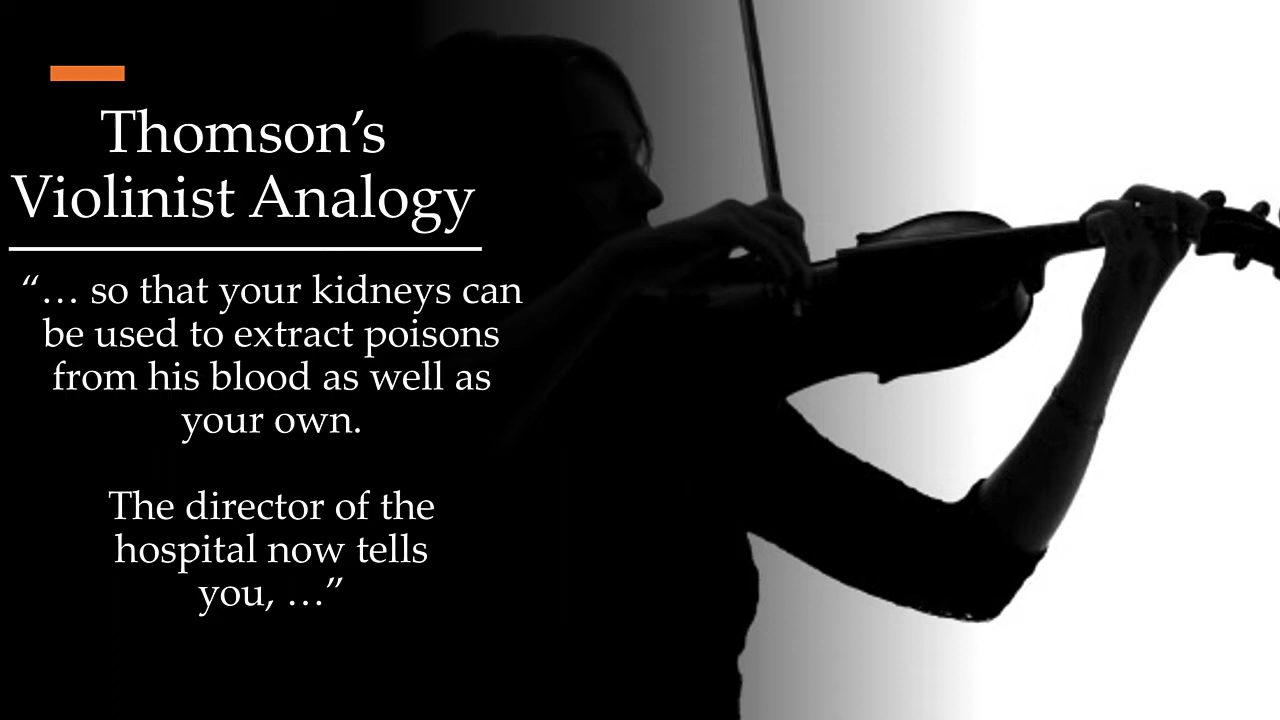 Thomson’s
Violinist Analogy
“… so that your kidneys can
be used to extract poisons
from his blood as well as
your own.
The director of the
hospital now tells
you, …”